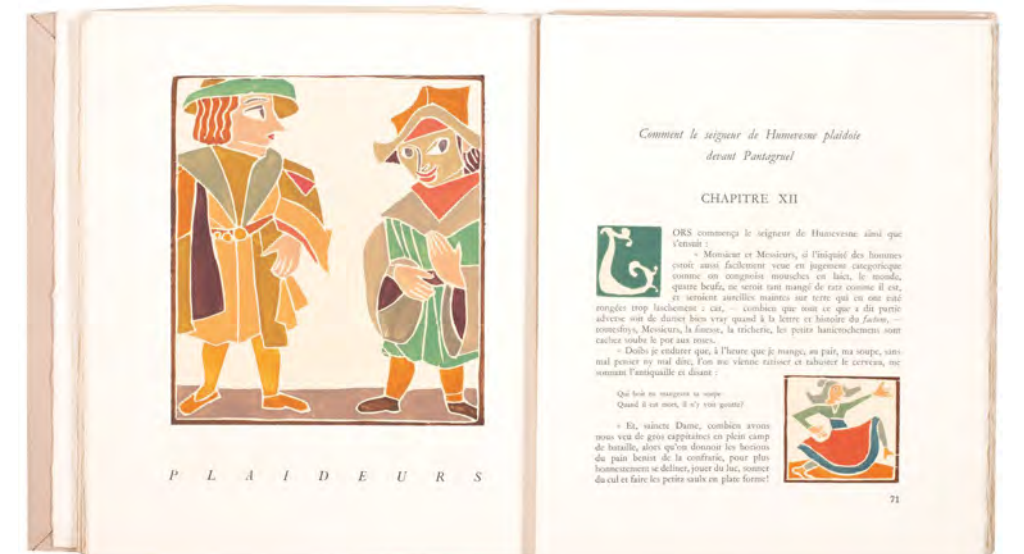 PLAIDEURS
Comment le seigneur de Humevesne plaidoie
devant Pantagruel
CHAPITRE XII
LORS commença le seigneur de Humevesne ainsi que
s'ensuit :
« Monsieur et Messieurs, si l'iniquité des hommes
estoit aussi facilement veue en jugement categoricque
comme on congnoist mousches en laict, le monde,
quatre beufz, ne seroit tant mangé de ratz comme il est,
et seroient aureilles maintes sur terre qui en ont esté
rongées trop laschement : car, — combien que tout ce que a dit partie
adverse soit de dumet bien vray quand à la lettre et histoire du factum, —
toutesfoys, Messieurs, la finesse, la tricherie, les petits hanicrochemens sont
cachez soubz le pot aux roses.
« Doibs je endurer que, à l'heure que je mange, au pair, ma soupe, sans
mal penser ny mal dire, l'on me vienne ratisser et tabuster le cerveau, me
sonnant l'antiquaille et disant :
Qui boit en mangeant sa soupe
Quand il est mort, il n'y voit goutte?
« Et, saincte Dame, combien avons
nous veu de gros cappitaines en plein camp
de bataille, alors qu'on donnoit les horions
du pain benist de la confrarie, pour plus
honnestement se deliner, jouer du luc, sonner
du cul et faire les petits saulx en plate forme!
71